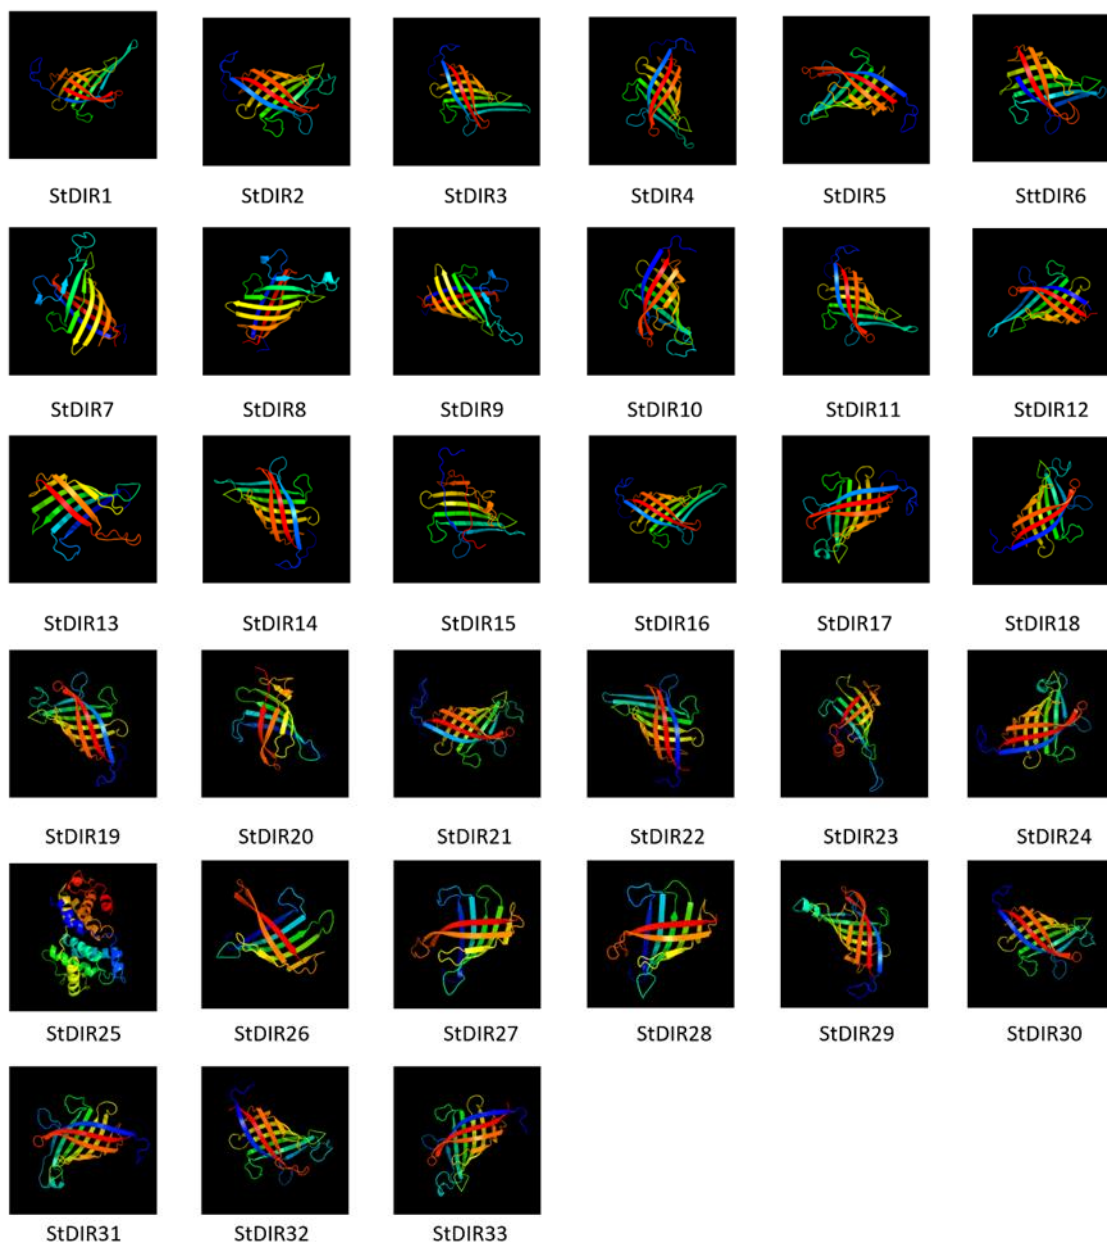 StDIR1 StDIR2 StDIR3 StDIR4 StDIR5 SttDIR6
StDIR7 StDIR8 StDIR9 StDIR10 StDIR11 StDIR12
StDIR13 StDIR14 StDIR15 StDIR16 StDIR17 StDIR18
StDIR19 StDIR20 StDIR21 StDIR22 StDIR23 StDIR24
StDIR25 StDIR26 StDIR27 StDIR28 StDIR29 StDIR30
StDIR31 StDIR32 StDIR33